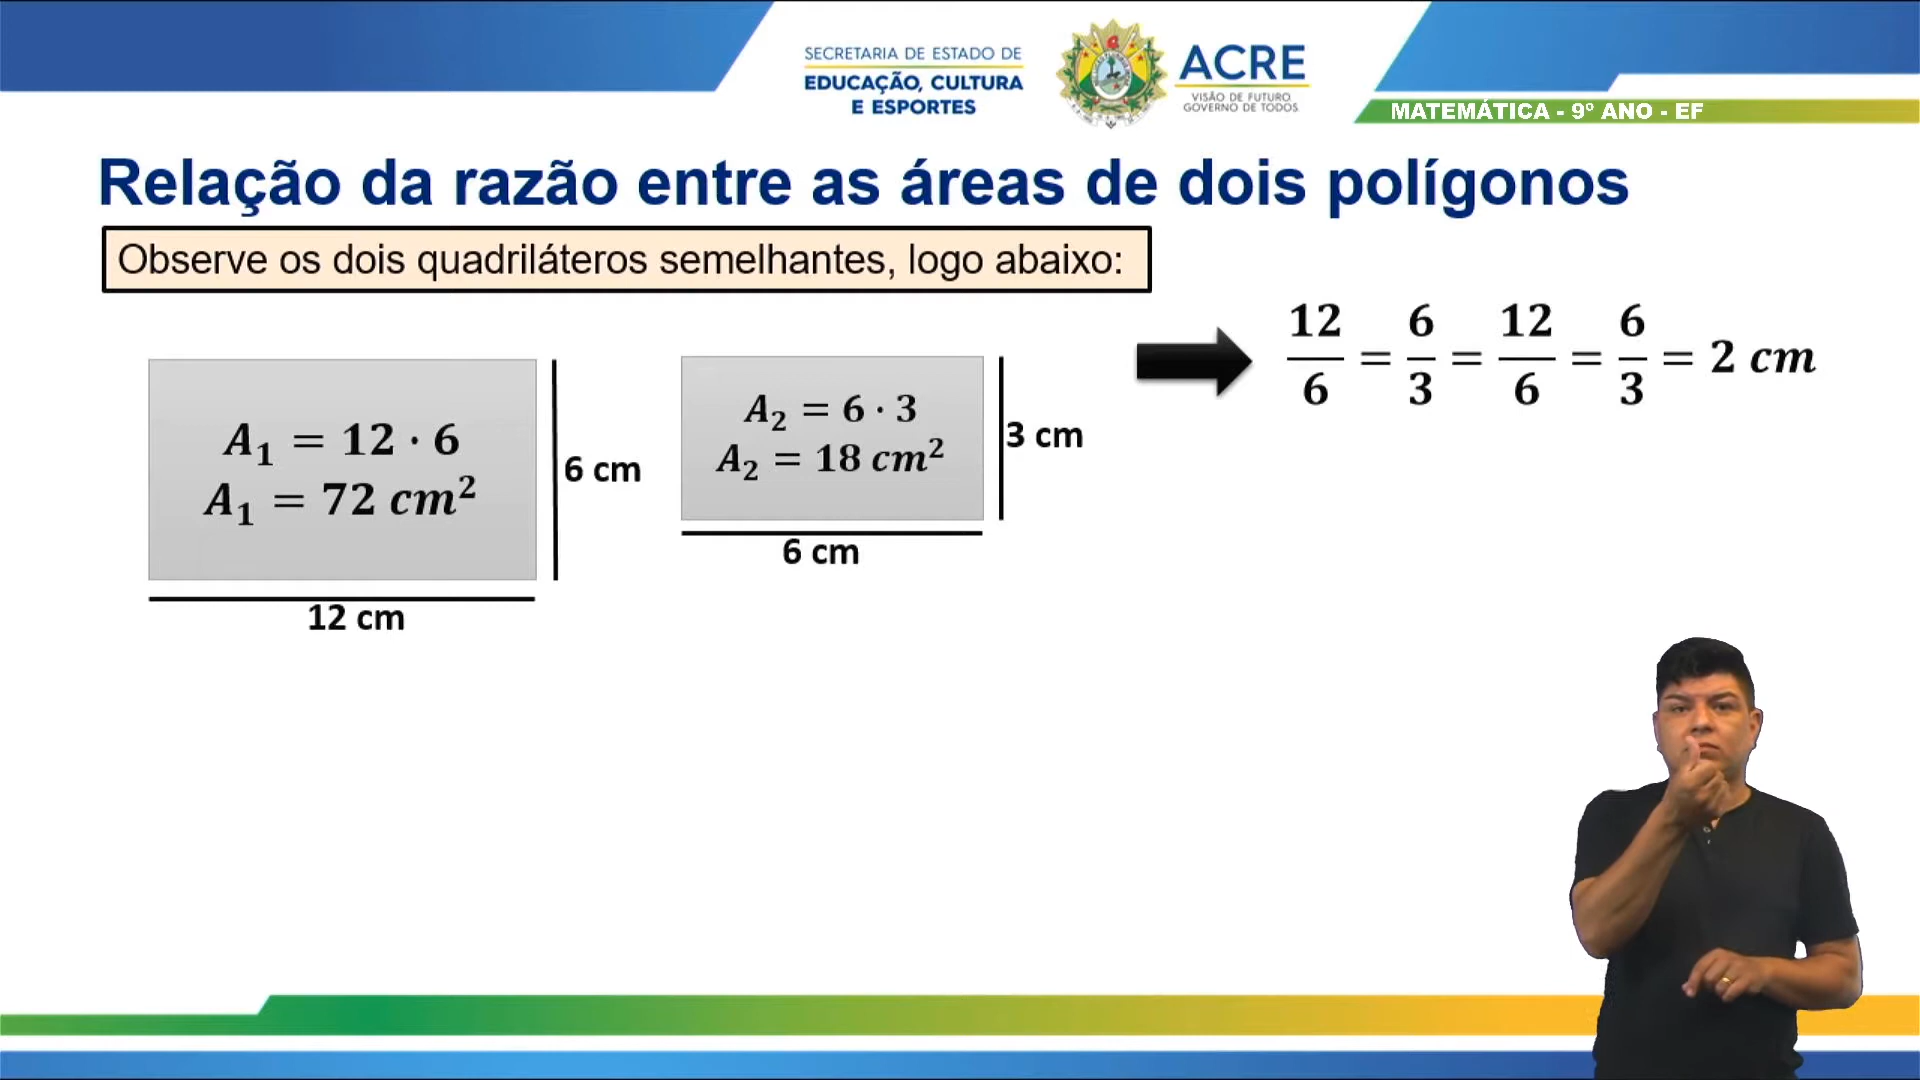 SECRETARIA DE ESTADO DE
EDUCAÇÃO, CULTURA
E ESPORTES
ACRE
VISÃO DE FUTURO.
GOVERNO DE TODOS.
MATEMÁTICA - 9º ANO - EF
Relação da razão entre as áreas de dois polígonos
Observe os dois quadriláteros semelhantes, logo abaixo:
12/6 = 6/3 = 12/6 = 6/3 = 2 cm
A₁ = 12 · 6
A₁ = 72 cm²
6 cm
12 cm
A₂ = 6 · 3
A₂ = 18 cm²
3 cm
6 cm